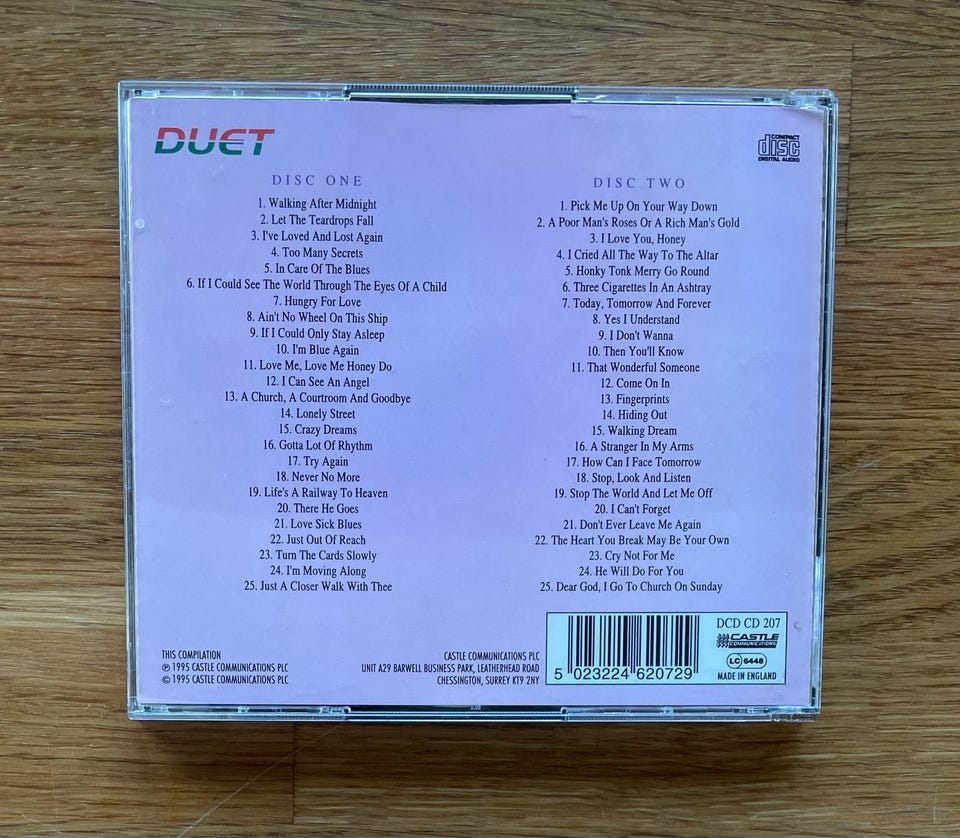 DUET
COMPACT
disc
DIGITAL AUDIO
DISC ONE
1. Walking After Midnight
2. Let The Teardrops Fall
3. I've Loved And Lost Again
4. Too Many Secrets
5. In Care Of The Blues
6. If I Could See The World Through The Eyes Of A Child
7. Hungry For Love
8. Ain't No Wheel On This Ship
9. If I Could Only Stay Asleep
10. I'm Blue Again
11. Love Me, Love Me Honey Do
12. I Can See An Angel
13. A Church, A Courtroom And Goodbye
14. Lonely Street
15. Crazy Dreams
16. Gotta Lot Of Rhythm
17. Try Again
18. Never No More
19. Life's A Railway To Heaven
20. There He Goes
21. Love Sick Blues
22. Just Out Of Reach
23. Turn The Cards Slowly
24. I'm Moving Along
25. Just A Closer Walk With Thee
DISC TWO
1. Pick Me Up On Your Way Down
2. A Poor Man's Roses Or A Rich Man's Gold
3. I Love You, Honey
4. I Cried All The Way To The Altar
5. Honky Tonk Merry Go Round
6. Three Cigarettes In An Ashtray
7. Today, Tomorrow And Forever
8. Yes I Understand
9. I Don't Wanna
10. Then You'll Know
11. That Wonderful Someone
12. Come On In
13. Fingerprints
14. Hiding Out
15. Walking Dream
16. A Stranger In My Arms
17. How Can I Face Tomorrow
18. Stop, Look And Listen
19. Stop The World And Let Me Off
20. I Can't Forget
21. Don't Ever Leave Me Again
22. The Heart You Break May Be Your Own
23. Cry Not For Me
24. He Will Do For You
25. Dear God, I Go To Church On Sunday
THIS COMPILATION
℗ 1995 CASTLE COMMUNICATIONS PLC
© 1995 CASTLE COMMUNICATIONS PLC
CASTLE COMMUNICATIONS PLC
UNIT A29 BARWELL BUSINESS PARK, LEATHERHEAD ROAD
CHESSINGTON, SURREY KT9 2NY
5 023224 620729
DCD CD 207
CASTLE
COMMUNICATIONS
LC 6448
MADE IN ENGLAND